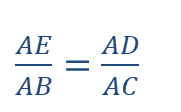 AE/AB = AD/AC